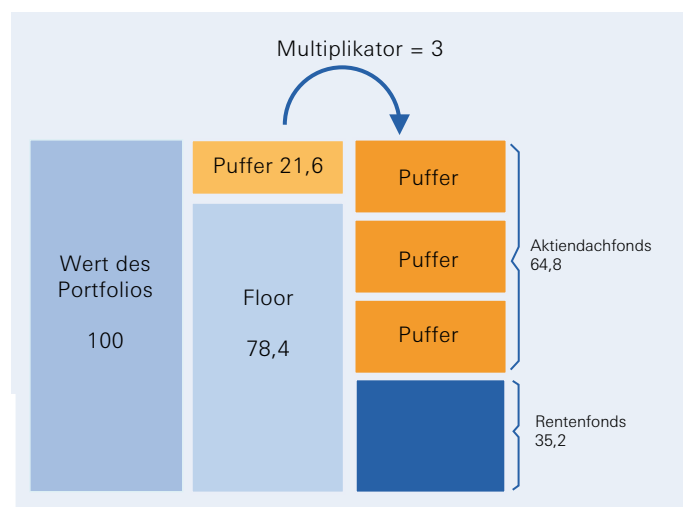 Multiplikator = 3
Wert des
Portfolios
100
Puffer 21,6
Floor
78,4
Puffer
Puffer
Puffer
Aktiendachfonds
64,8
Rentenfonds
35,2